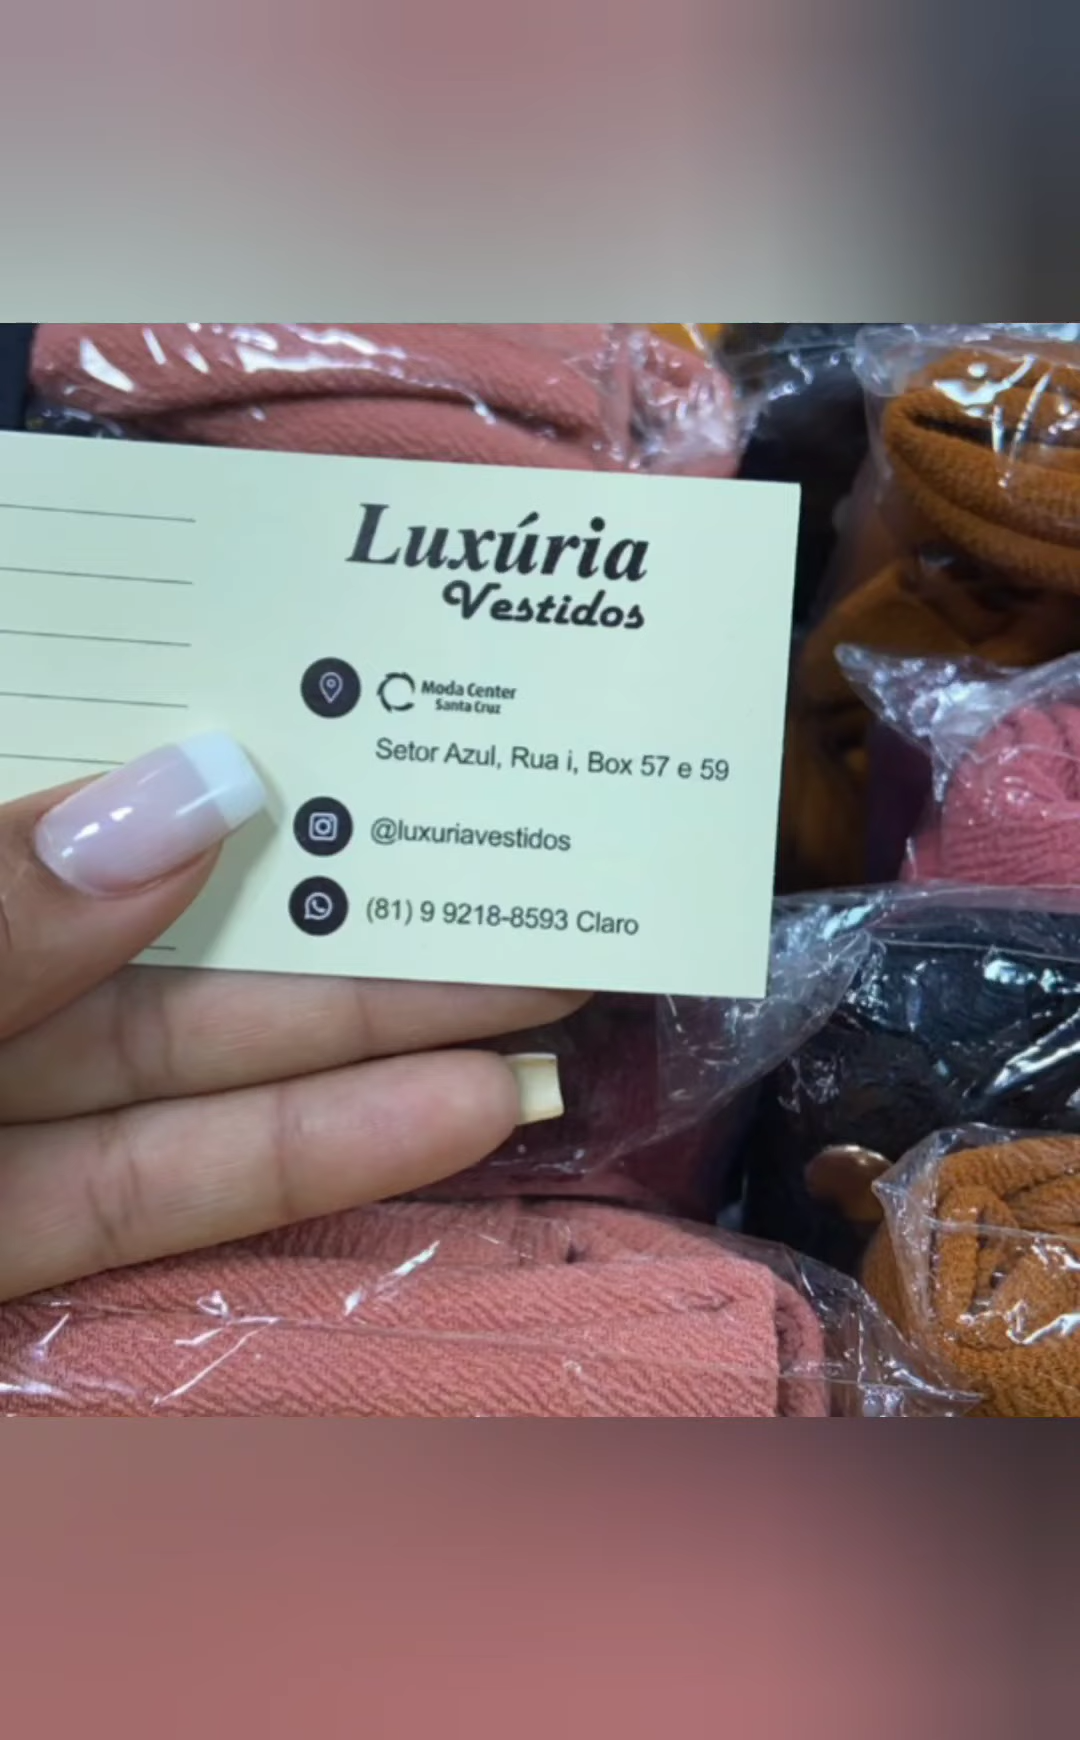 Luxúria
Vestidos
Moda Center
Santa Cruz
Setor Azul, Rua i, Box 57 e 59
@luxuriavestidos
(81) 9 9218-8593 Claro